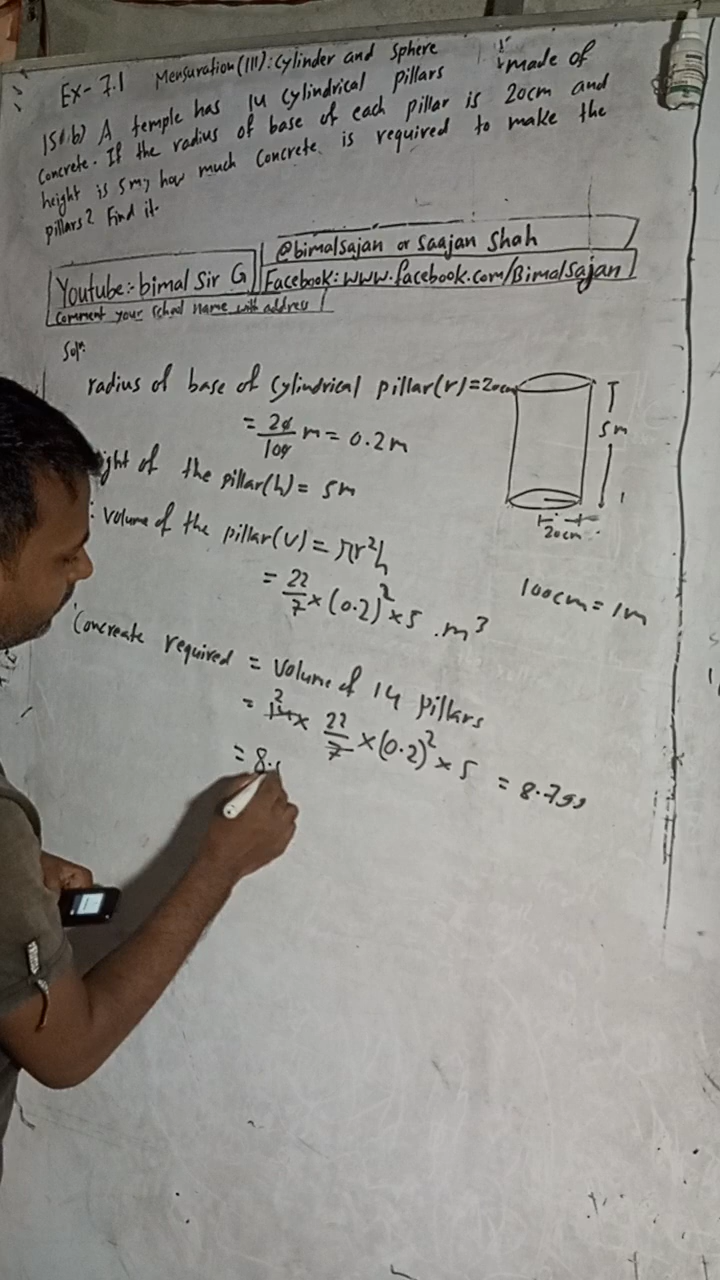 Ex- 7.1 Mensuration (III): cylinder and sphere
15(b) A temple has 14 cylindrical pillars made of
concrete. If the radius of base of each pillar is 20cm and
height is 5m, how much concrete is required to make the
pillars? Find it.
@bimalsajan or Saajan Shah
Youtube:- bimal Sir G
Facebook: www.facebook.com/Bimalsajan
Comment your school name with address
Solⁿ:
radius of base of cylindrical pillar(r)=20cm
= 20/100 m = 0.2m
ight of the pillar(h)= 5m
: volume of the pillar(v) = πr²h
= 22/7 × (0.2)² × 5 .m³
Concreate required = volume of 14 pillars
= 14 2 × 22/7 × (0.2)² × 5 = 8.799
= 8.
5m
20cm
100cm = 1m